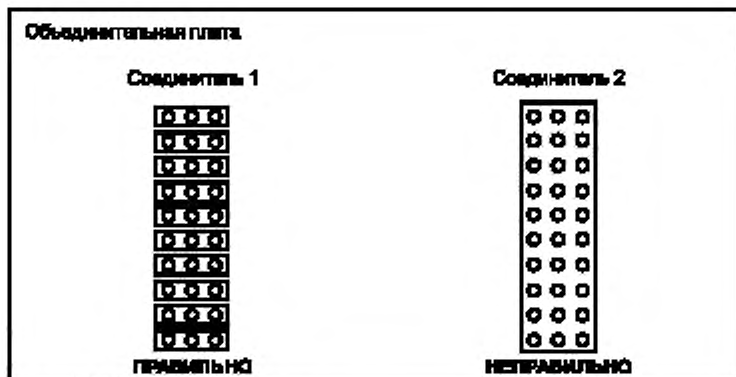 Объединительная плата
Соединитель 1
Соединитель 2
ПРАВИЛЬНО
НЕПРАВИЛЬНО